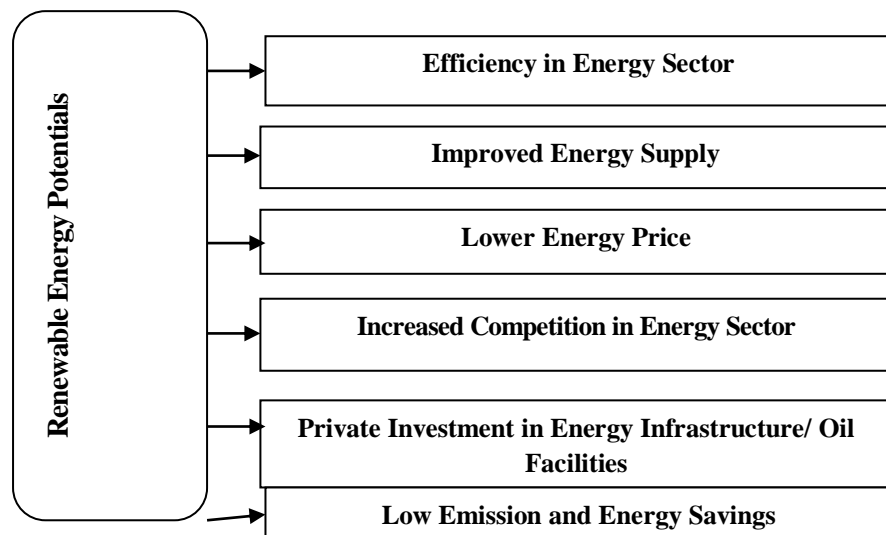 Renewable Energy Potentials
Efficiency in Energy Sector
Improved Energy Supply
Lower Energy Price
Increased Competition in Energy Sector
Private Investment in Energy Infrastructure/ Oil
Facilities
Low Emission and Energy Savings